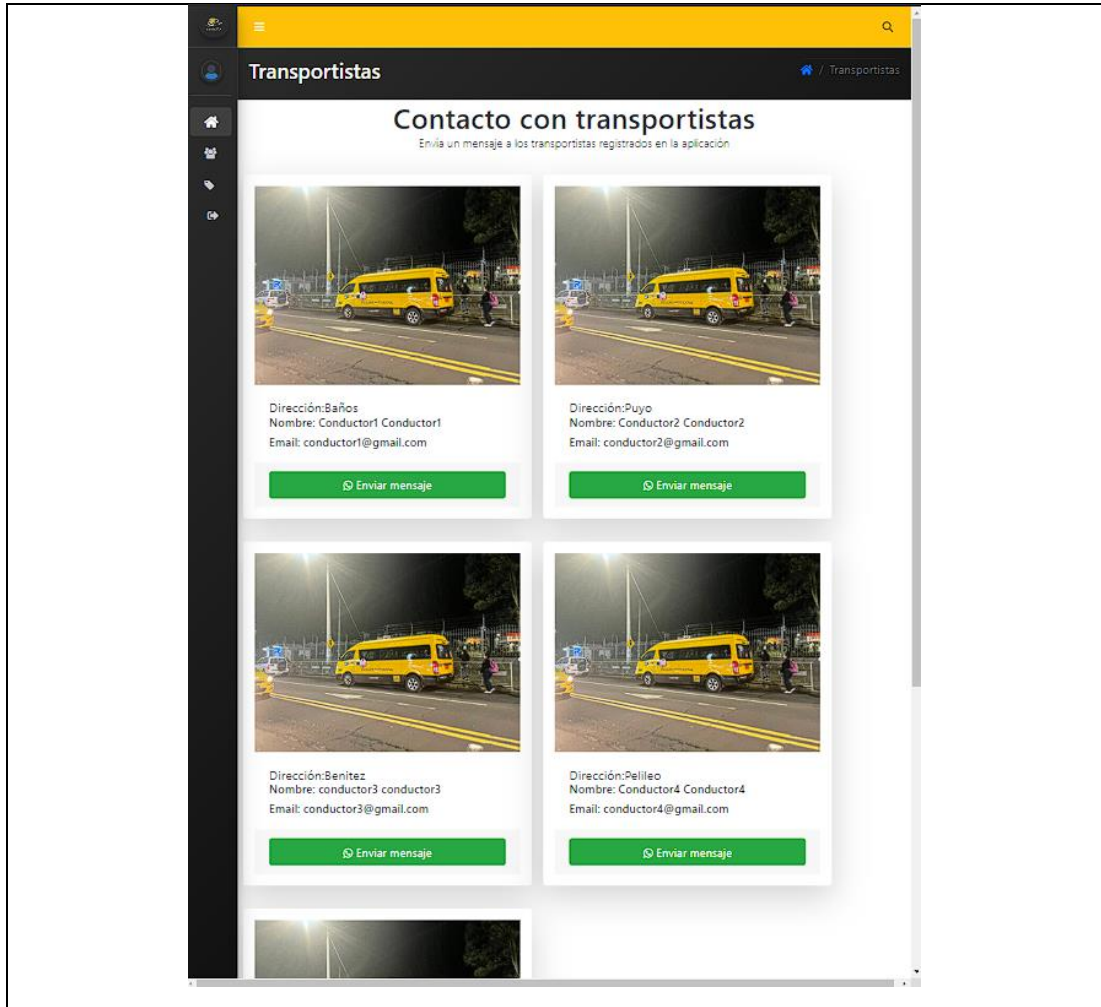 Transportistas
/ Transportistas
Contacto con transportistas
Envía un mensaje a los transportistas registrados en la aplicación
Dirección:Baños
Nombre: Conductor1 Conductor1
Email: conductor1@gmail.com
Enviar mensaje
Dirección:Puyo
Nombre: Conductor2 Conductor2
Email: conductor2@gmail.com
Enviar mensaje
Dirección:Benitez
Nombre: conductor3 conductor3
Email: conductor3@gmail.com
Enviar mensaje
Dirección:Pelileo
Nombre: Conductor4 Conductor4
Email: conductor4@gmail.com
Enviar mensaje